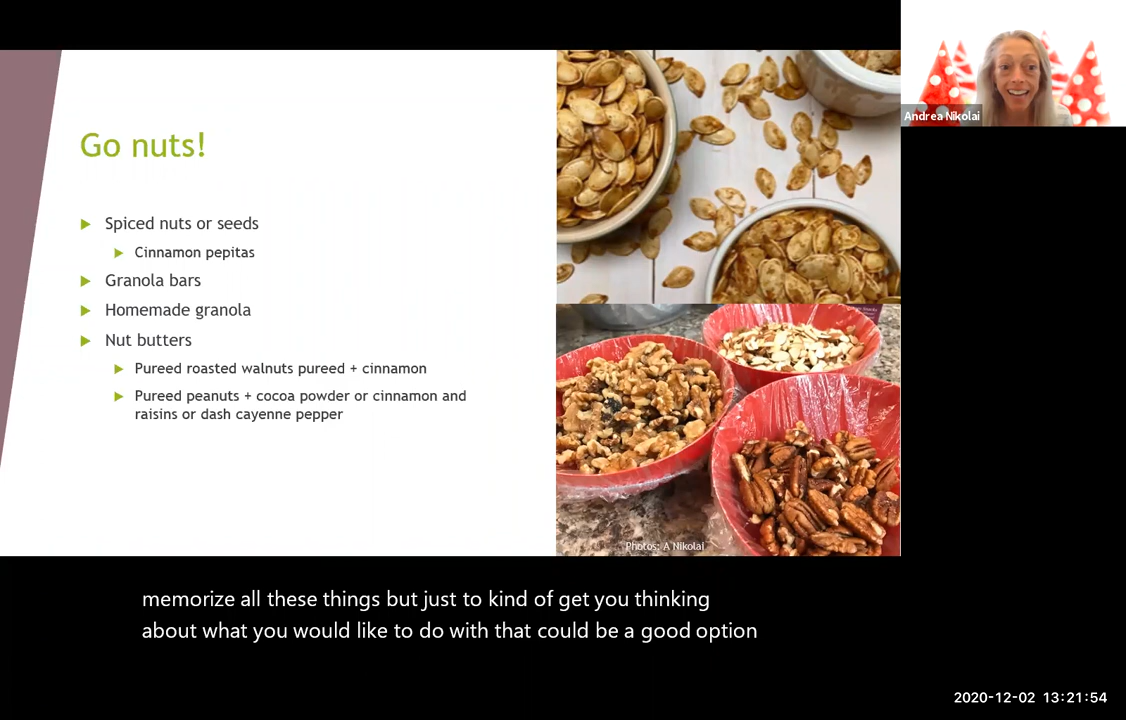 Go nuts!
Spiced nuts or seeds
Cinnamon pepitas
Granola bars
Homemade granola
Nut butters
Pureed roasted walnuts pureed + cinnamon
Pureed peanuts + cocoa powder or cinnamon and
raisins or dash cayenne pepper
Photos: A Nikolai
Andrea Nikolai
memorize all these things but just to kind of get you thinking
about what you would like to do with that could be a good option
2020-12-02 13:21:54